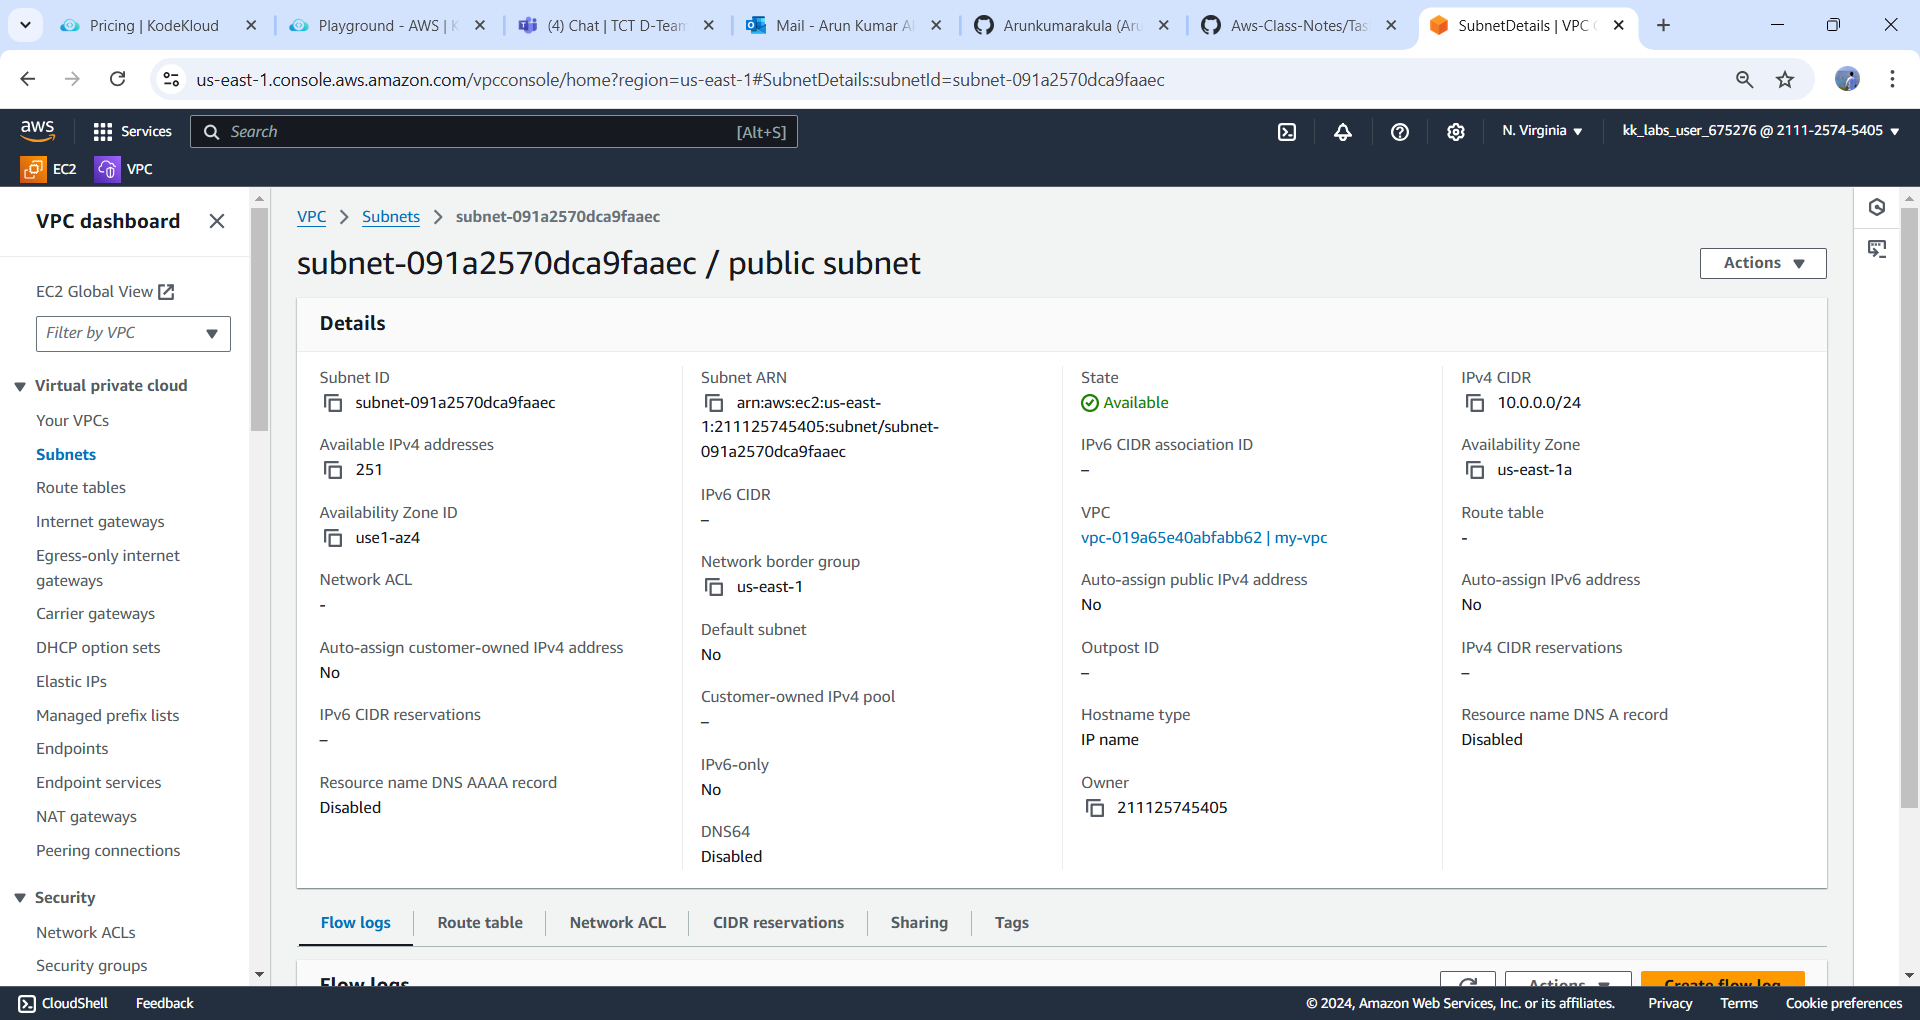 Pricing | KodeKloud
Playground - AWS | K
(4) Chat | TCT D-Team
Mail - Arun Kumar A
Arunkumarakula (Aru
Aws-Class-Notes/Tas
SubnetDetails | VPC C
us-east-1.console.aws.amazon.com/vpcconsole/home?region=us-east-1#SubnetDetails:subnetId=subnet-091a2570dca9faaec
aws
Services
Search
[Alt+S]
N. Virginia
kk_labs_user_675276 @ 2111-2574-5405
EC2
VPC
VPC dashboard
EC2 Global View
Filter by VPC
Virtual private cloud
Your VPCs
Subnets
Route tables
Internet gateways
Egress-only internet
gateways
Carrier gateways
DHCP option sets
Elastic IPs
Managed prefix lists
Endpoints
Endpoint services
NAT gateways
Peering connections
Security
Network ACLs
Security groups
VPC > Subnets > subnet-091a2570dca9faaec
subnet-091a2570dca9faaec / public subnet
Actions
Details
Subnet ID
subnet-091a2570dca9faaec
Available IPv4 addresses
251
Availability Zone ID
use1-az4
Network ACL
-
Auto-assign customer-owned IPv4 address
No
IPv6 CIDR reservations
–
Resource name DNS AAAA record
Disabled
Subnet ARN
arn:aws:ec2:us-east-
1:211125745405:subnet/subnet-
091a2570dca9faaec
IPv6 CIDR
–
Network border group
us-east-1
Default subnet
No
Customer-owned IPv4 pool
–
IPv6-only
No
DNS64
Disabled
State
Available
IPv6 CIDR association ID
–
VPC
vpc-019a65e40abfabb62 | my-vpc
Auto-assign public IPv4 address
No
Outpost ID
–
Hostname type
IP name
Owner
211125745405
IPv4 CIDR
10.0.0.0/24
Availability Zone
us-east-1a
Route table
-
Auto-assign IPv6 address
No
IPv4 CIDR reservations
–
Resource name DNS A record
Disabled
Flow logs
Route table
Network ACL
CIDR reservations
Sharing
Tags
Flow logs
Actions
Create flow log
CloudShell
Feedback
© 2024, Amazon Web Services, Inc. or its affiliates.
Privacy
Terms
Cookie preferences